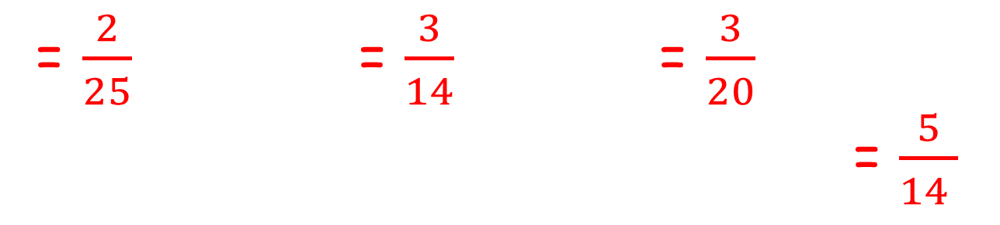 = 2/25 = 3/14 = 3/20
= 5/14